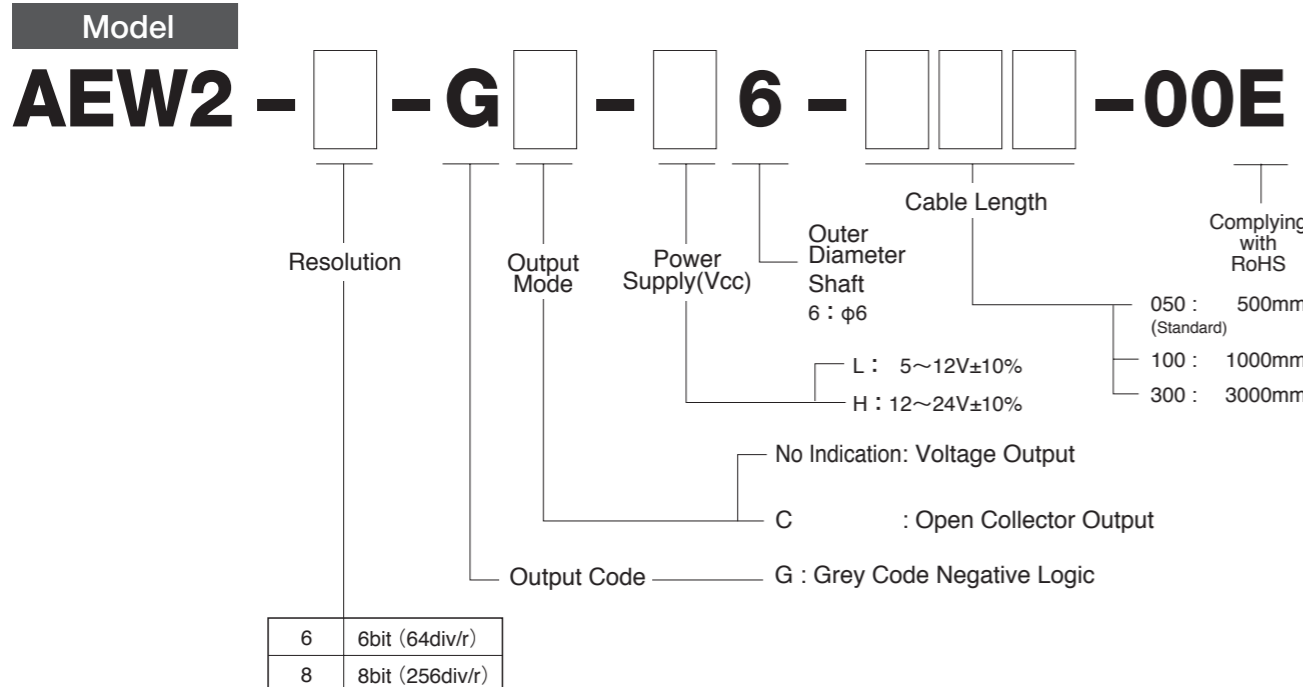 Model
AEW2 - - G - 6 - -00E
Resolution
Output
Mode
Power
Supply(Vcc)
Outer
Diameter
Shaft
6：φ6
Cable Length
Complying
with
RoHS
050 : 500mm
(Standard)
100 : 1000mm
300 : 3000mm
L： 5～12V±10%
H：12～24V±10%
No Indication: Voltage Output
C : Open Collector Output
Output Code
G : Grey Code Negative Logic
6 6bit（64div/r）
8 8bit（256div/r）